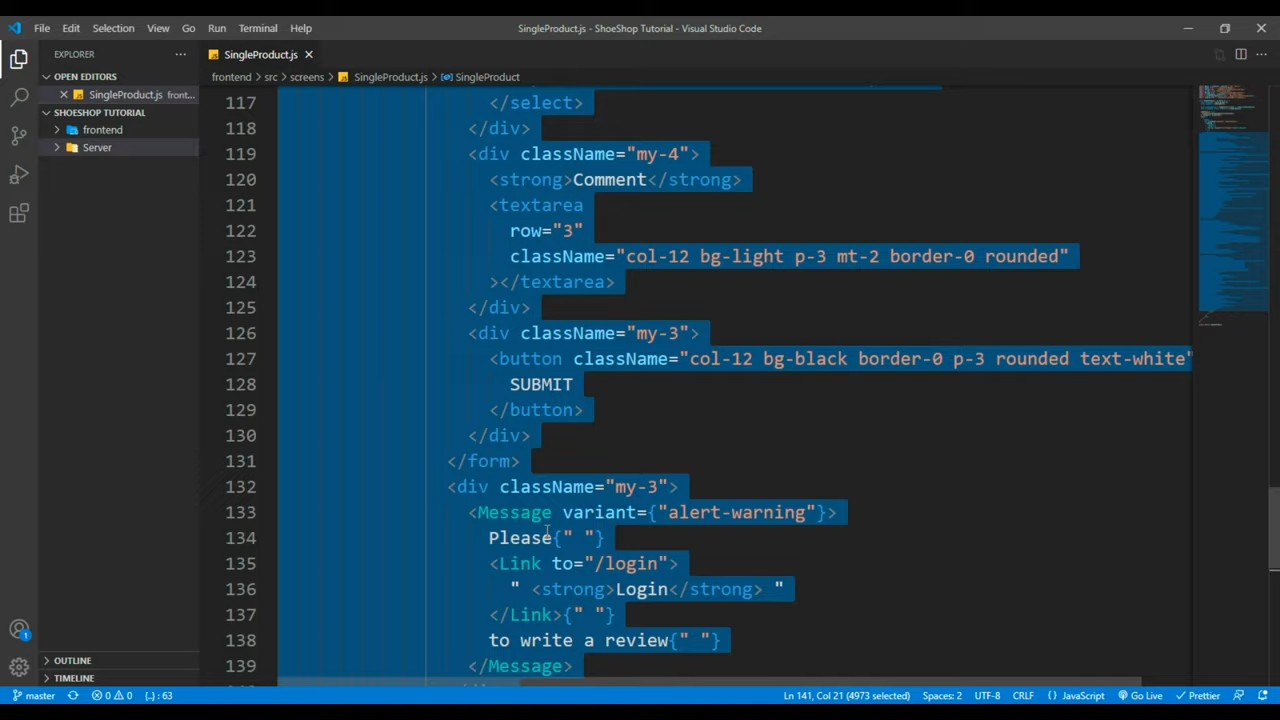 File Edit Selection View Go Run Terminal Help
SingleProduct.js - ShoeShop Tutorial - Visual Studio Code
EXPLORER
SingleProduct.js
OPEN EDITORS
SingleProduct.js front...
SHOESHOP TUTORIAL
frontend
Server
frontend > src > screens > SingleProduct.js > SingleProduct
117 </select>
118 </div>
119 <div className="my-4">
120 <strong>Comment</strong>
121 <textarea
122 row="3"
123 className="col-12 bg-light p-3 mt-2 border-0 rounded"
124 ></textarea>
125 </div>
126 <div className="my-3">
127 <button className="col-12 bg-black border-0 p-3 rounded text-white"
128 SUBMIT
129 </button>
130 </div>
131 </form>
132 <div className="my-3">
133 <Message variant={"alert-warning"}>
134 Please{" "}
135 <Link to="/login">
136 " <strong>Login</strong> "
137 </Link>{" "}
138 to write a review{" "}
139 </Message>
OUTLINE
TIMELINE
1
master 0 0 {..} : 63
Ln 141, Col 21 (4973 selected) Spaces: 2 UTF-8 CRLF {} JavaScript Go Live Prettier